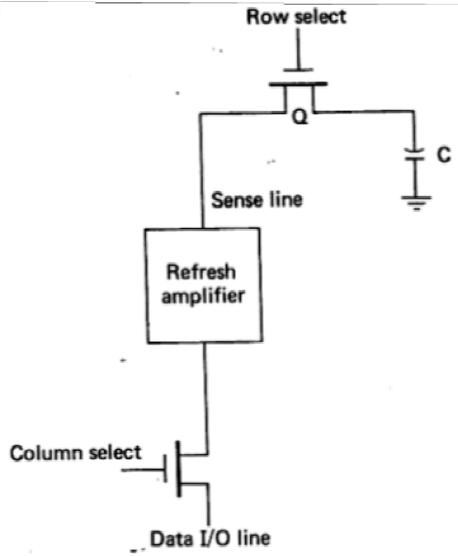 Row select
Q
C
Sense line
Refresh
amplifier
Column select
Data I/O line